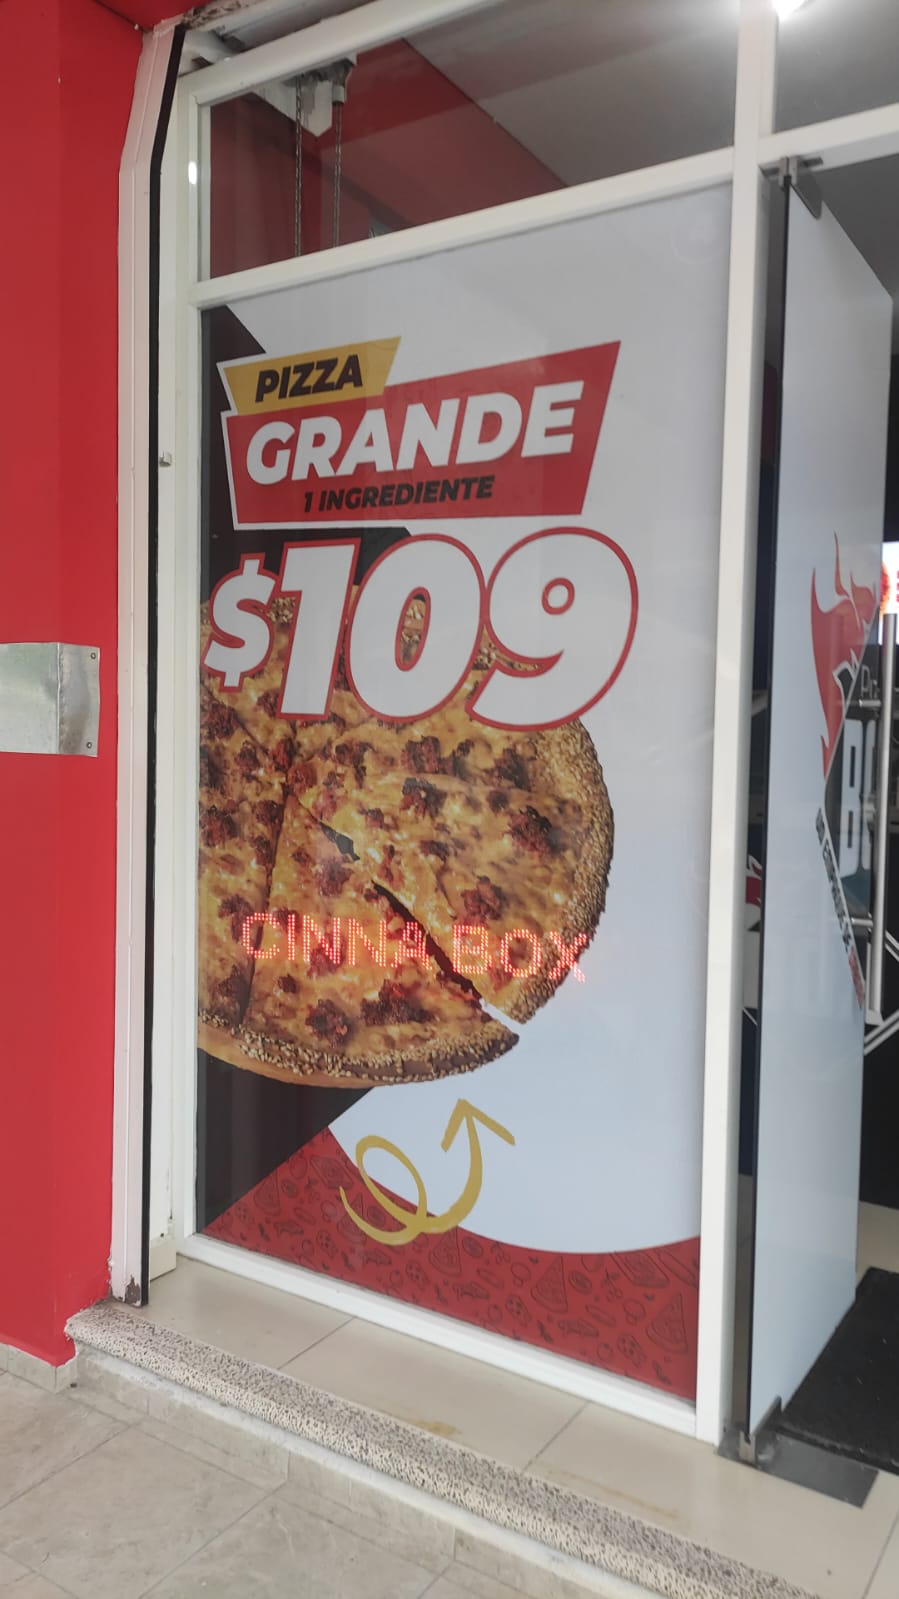 PIZZA
GRANDE
1 INGREDIENTE
$109
CINNA BOX